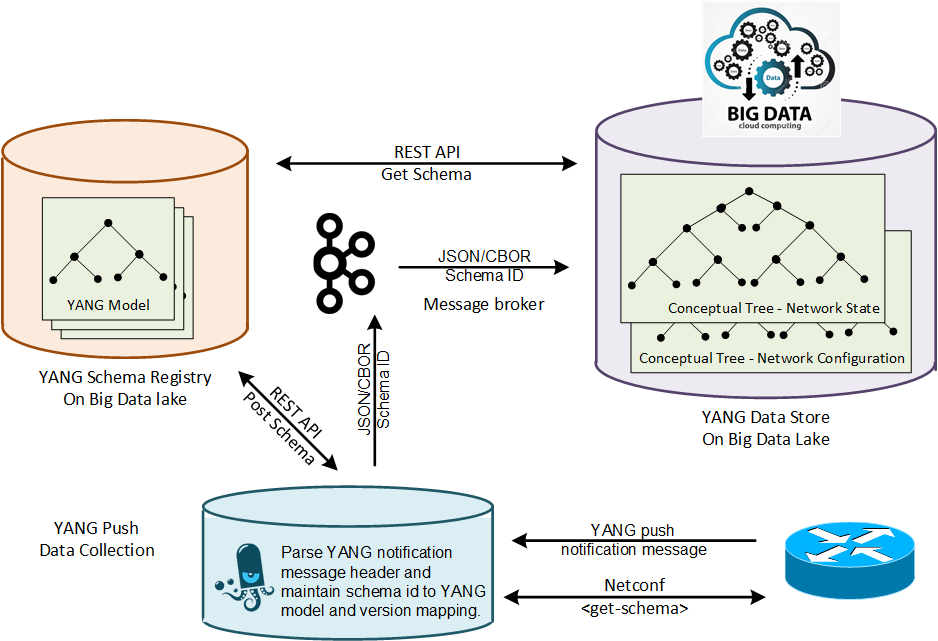 Data
BIG DATA
cloud computing
REST API
Get Schema
YANG Model
JSON/CBOR
Schema ID
Message broker
Conceptual Tree - Network State
Conceptual Tree - Network Configuration
YANG Schema Registry
On Big Data lake
YANG Data Store
On Big Data Lake
REST API
Post Schema
JSON/CBOR
Schema ID
YANG Push
Data Collection
Parse YANG notification
message header and
maintain schema id to YANG
model and version mapping.
YANG push
notification message
Netconf
<get-schema>